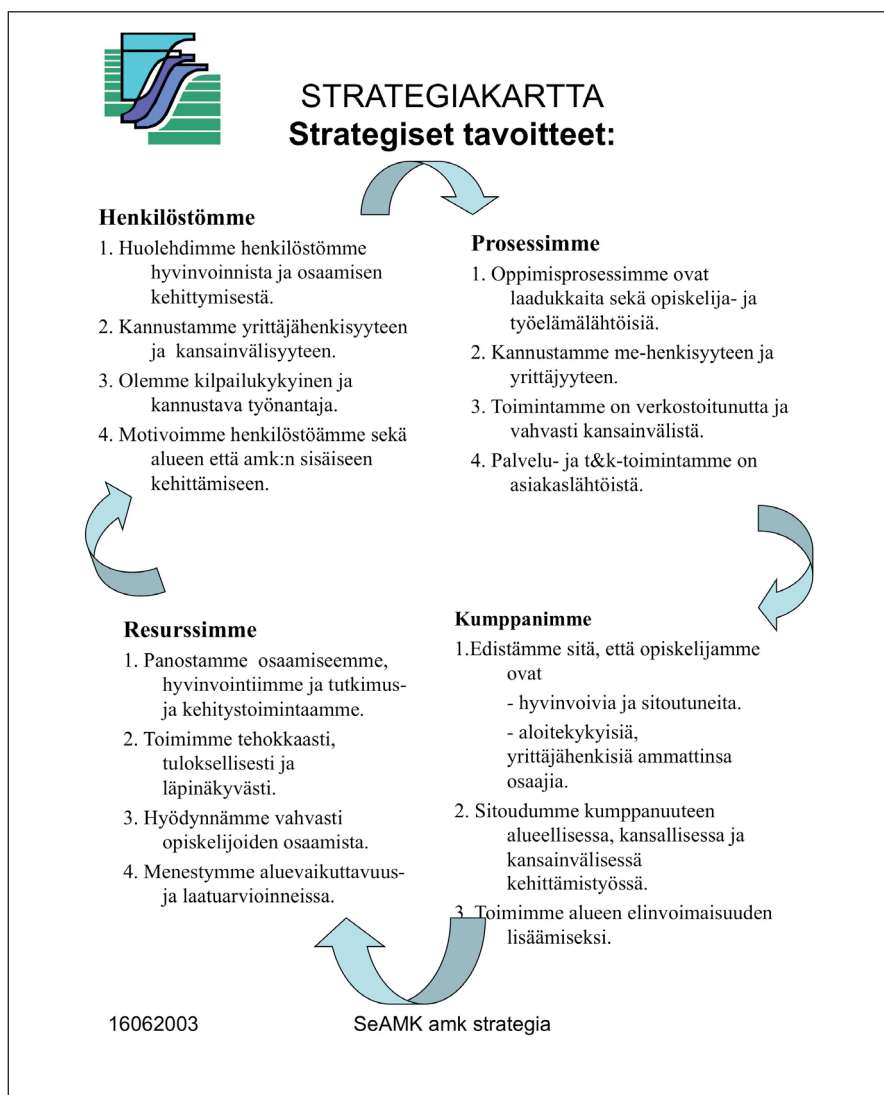 STRATEGIAKARTTA
Strategiset tavoitteet:
Henkilöstömme
1. Huolehdimme henkilöstömme
hyvinvoinnista ja osaamisen
kehittymisestä.
2. Kannustamme yrittäjähenkisyyteen
ja kansainvälisyyteen.
3. Olemme kilpailukykyinen ja
kannustava työnantaja.
4. Motivoimme henkilöstöämme sekä
alueen että amk:n sisäiseen
kehittämiseen.
Prosessimme
1. Oppimisprosessimme ovat
laadukkaita sekä opiskelija- ja
työelämälähtöisiä.
2. Kannustamme me-henkisyyteen ja
yrittäjyyteen.
3. Toimintamme on verkostoitunutta ja
vahvasti kansainvälistä.
4. Palvelu- ja t&k-toimintamme on
asiakaslähtöistä.
Kumppanimme
1.Edistämme sitä, että opiskelijamme
ovat
- hyvinvoivia ja sitoutuneita.
- aloitekykyisiä,
yrittäjähenkisiä ammattinsa
osaajia.
2. Sitoudumme kumppanuuteen
alueellisessa, kansallisessa ja
kansainvälisessä
kehittämistyössä.
3. Toimimme alueen elinvoimaisuuden
lisäämiseksi.
Resurssimme
1. Panostamme osaamiseemme,
hyvinvointiimme ja tutkimus-
ja kehitystoimintaamme.
2. Toimimme tehokkaasti,
tuloksellisesti ja
läpinäkyvästi.
3. Hyödynnämme vahvasti
opiskelijoiden osaamista.
4. Menestymme aluevaikuttavuus-
ja laatuarvioinneissa.
16062003
SeAMK amk strategia